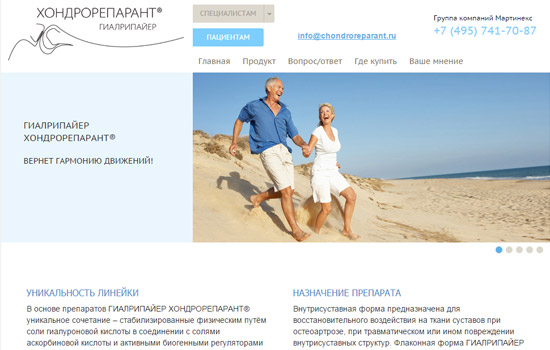 ХОНДРОРЕПАРАНТ®
ГИАЛРИПАЙЕР
СПЕЦИАЛИСТАМ
ПАЦИЕНТАМ
info@chondroreparant.ru
Группа компаний Мартинекс
+7 (495) 741-70-87
Главная Продукт Вопрос/ответ Где купить Ваше мнение
ГИАЛРИПАЙЕР
ХОНДРОРЕПАРАНТ®
ВЕРНЕТ ГАРМОНИЮ ДВИЖЕНИЙ!
УНИКАЛЬНОСТЬ ЛИНЕЙКИ
В основе препаратов ГИАЛРИПАЙЕР ХОНДРОРЕПАРАНТ®
уникальное сочетание – стабилизированные физическим путём
соли гиалуроновой кислоты в соединении с солями
аскорбиновой кислоты и активными биогенными регуляторами
НАЗНАЧЕНИЕ ПРЕПАРАТА
Внутрисуставная форма предназначена для
восстановительного воздействия на ткани суставов при
остеоартрозе, при травматическом или ином повреждении
внутрисуставных структур. Флаконная форма ГИАЛРИПАЙЕР